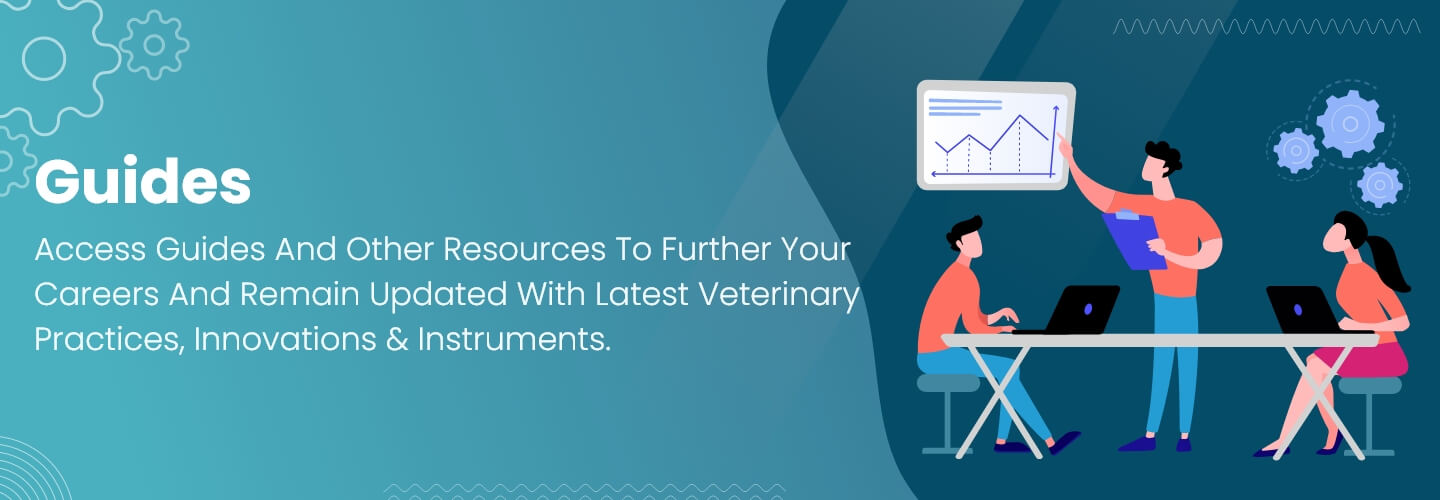 Guides
Access Guides And Other Resources To Further Your
Careers And Remain Updated With Latest Veterinary
Practices, Innovations & Instruments.